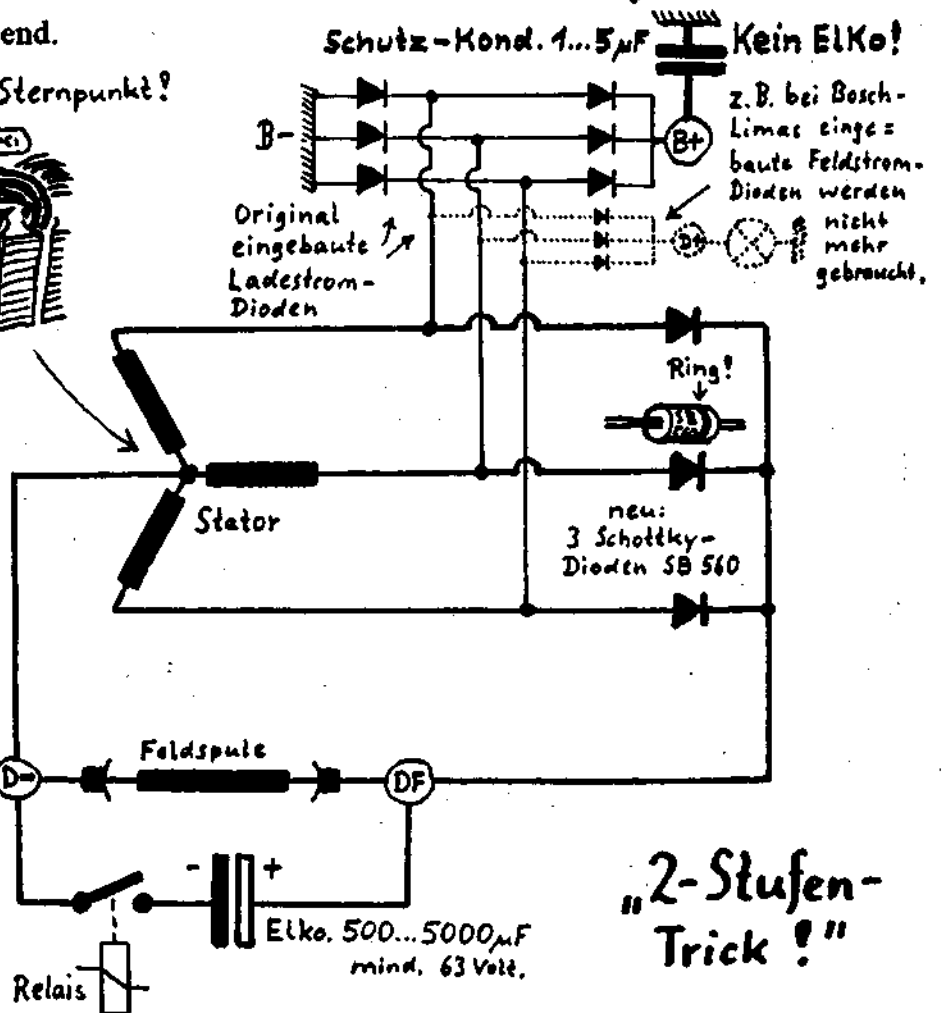 end.
Sternpunkt!
Schutz-Kond. 1...5µF
Kein ElKo!
B-
B+
z.B. bei Bosch-
Limas einge=
baute Feldstrom-
Dioden werden
nicht
mehr
gebraucht.
Original
eingebaute
Ladestrom-
Dioden
D+
Ring!
SB
560
neu:
3 Schottky-
Dioden SB 560
Stator
Feldspule
D-
DF
- +
Elko. 500...5000µF
mind. 63 Volt.
Relais
„2-Stufen-
Trick!"